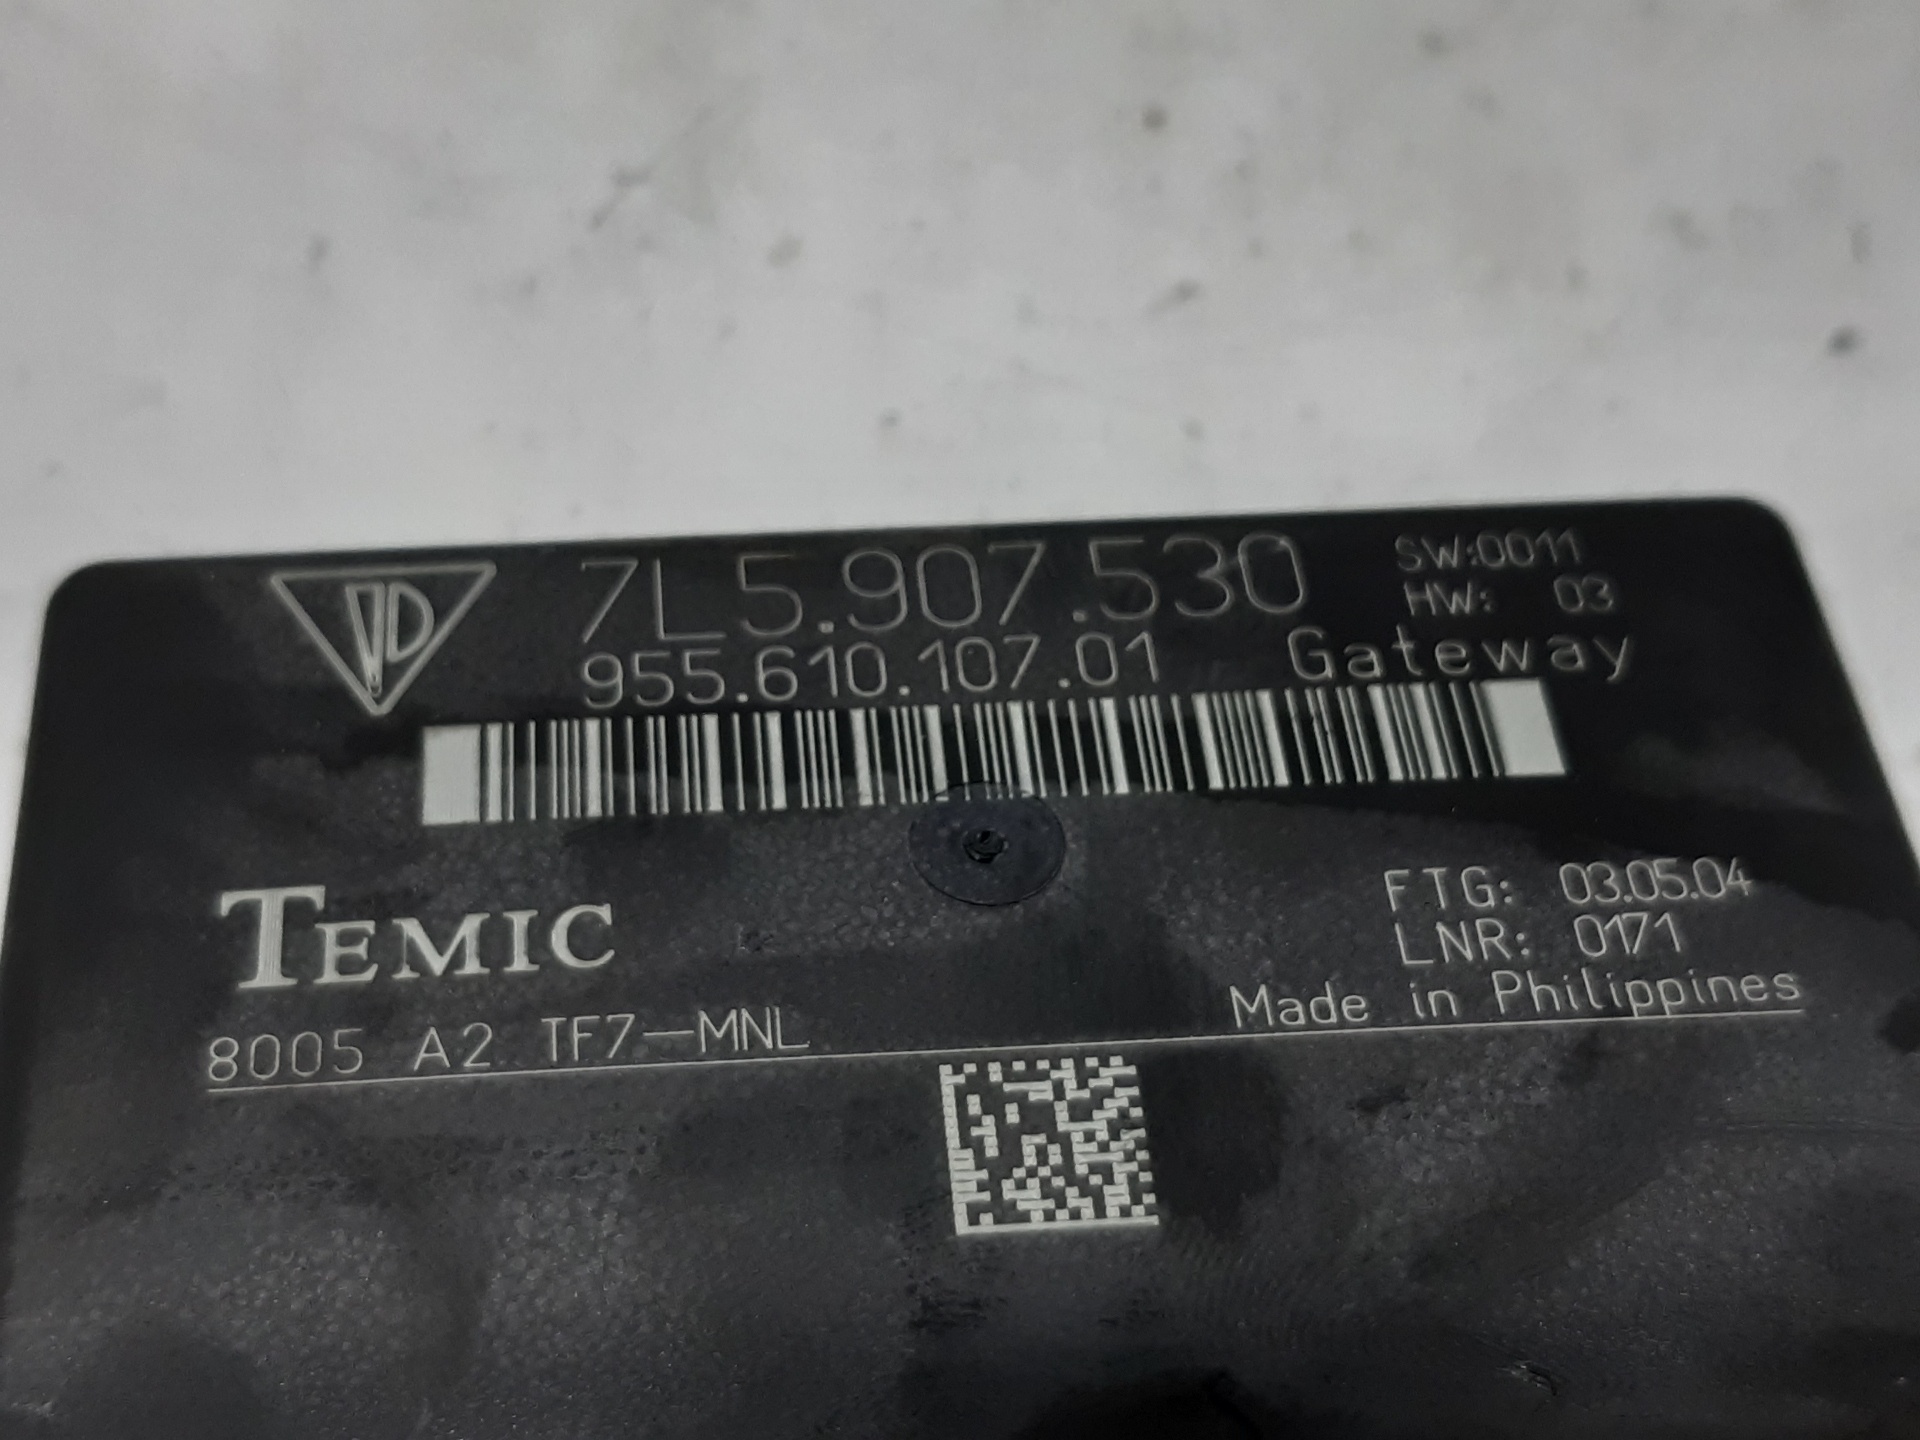 7L5.907.530 SW:0011
HW: 03
955.610.107.01 Gateway
TEMIC
FTG: 03.05.04
LNR: 0171
8005 A2 TF7-MNL
Made in Philippines